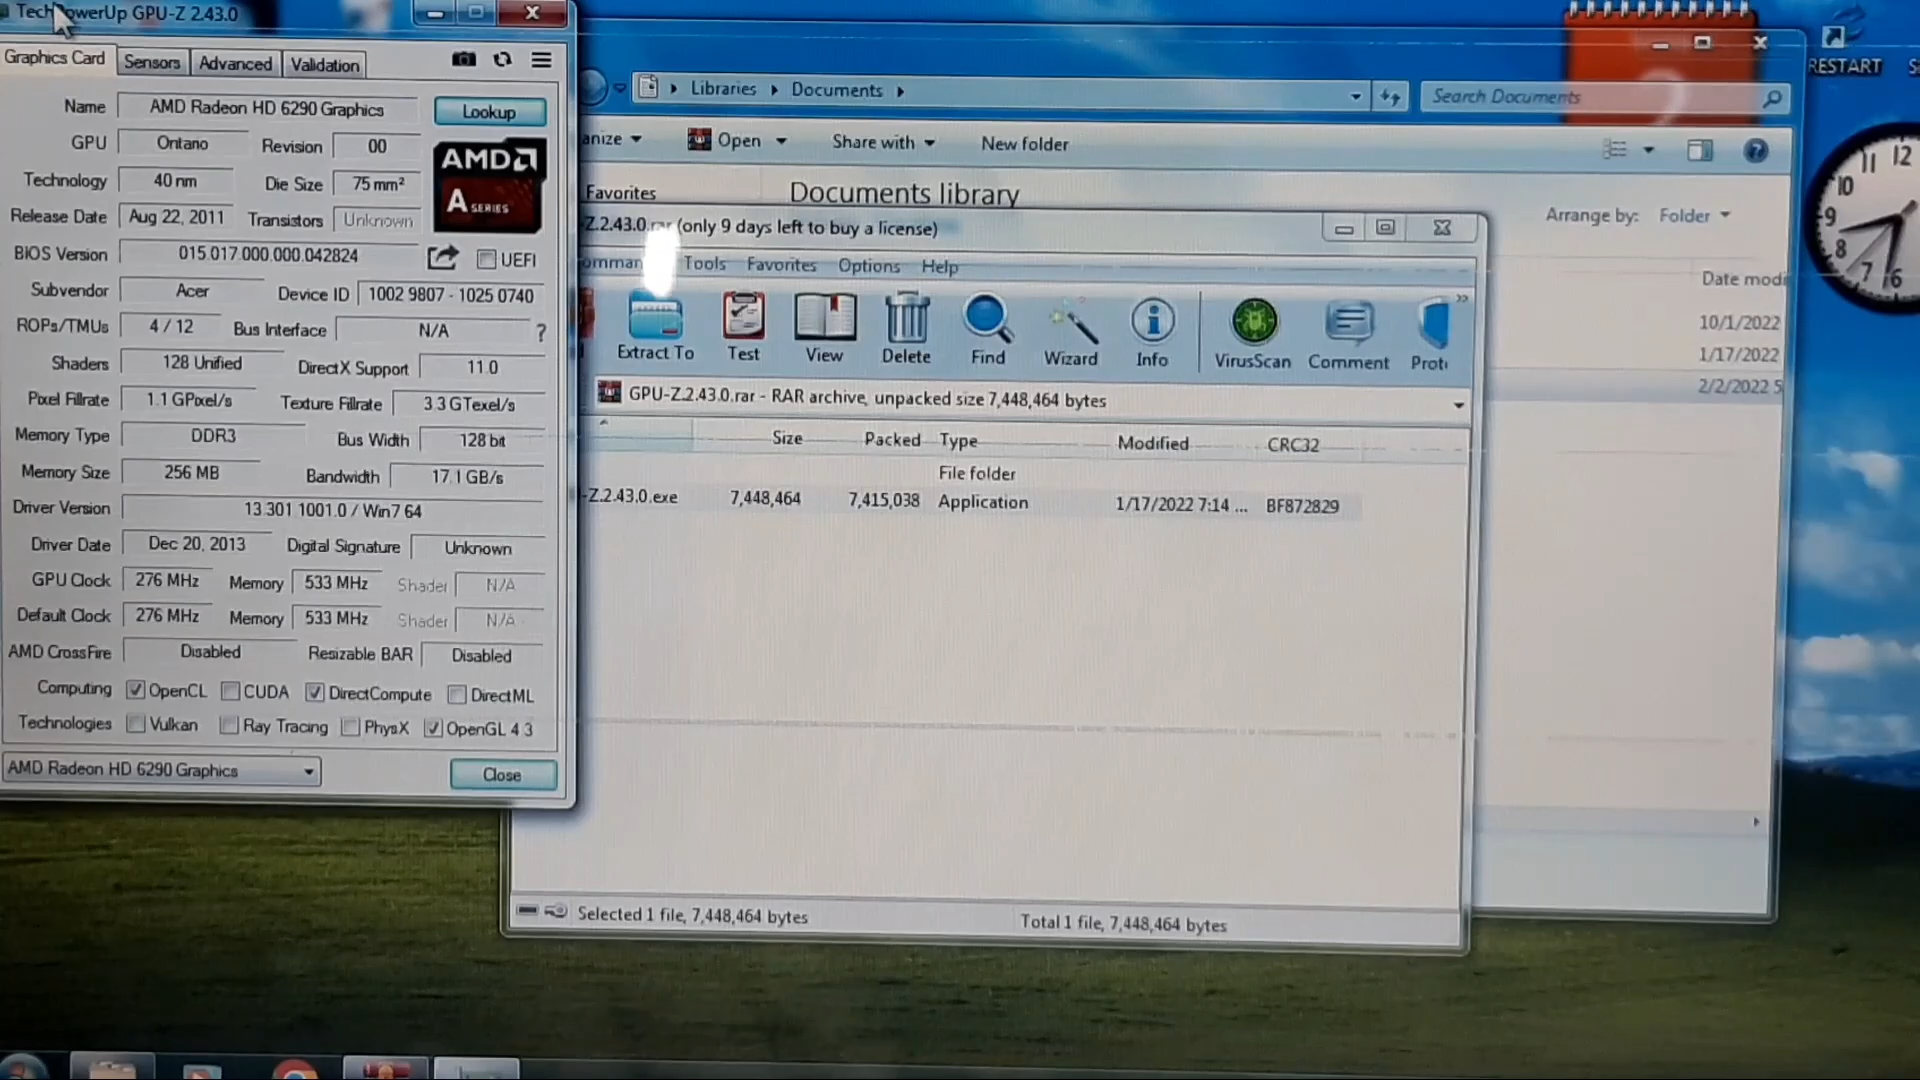 TechPowerUp GPU-Z 2.43.0
Graphics Card Sensors Advanced Validation
Name AMD Radeon HD 6290 Graphics Lookup
GPU Ontario Revision 00
AMD
A SERIES
Technology 40 nm Die Size 75 mm²
Release Date Aug 22, 2011 Transistors Unknown
BIOS Version 015.017.000.000.042824 UEFI
Subvendor Acer Device ID 1002 9807 - 1025 0740
ROPs/TMUs 4 / 12 Bus Interface N/A ?
Shaders 128 Unified DirectX Support 11.0
Pixel Fillrate 1.1 GPixel/s Texture Fillrate 3.3 GTexel/s
Memory Type DDR3 Bus Width 128 bit
Memory Size 256 MB Bandwidth 17.1 GB/s
Driver Version 13.301.1001.0 / Win7 64
Driver Date Dec 20, 2013 Digital Signature Unknown
GPU Clock 276 MHz Memory 533 MHz Shader N/A
Default Clock 276 MHz Memory 533 MHz Shader N/A
AMD CrossFire Disabled Resizable BAR Disabled
Computing OpenCL CUDA DirectCompute DirectML
Technologies Vulkan Ray Tracing PhysX OpenGL 4.3
AMD Radeon HD 6290 Graphics Close
Libraries Documents Search Documents
anize Open Share with New folder
Favorites Documents library
Arrange by: Folder
Date modi
10/1/2022
1/17/2022
2/2/2022 5
-Z.2.43.0.rar (only 9 days left to buy a license)
omman Tools Favorites Options Help
Extract To Test View Delete Find Wizard Info VirusScan Comment Prote
GPU-Z.2.43.0.rar - RAR archive, unpacked size 7,448,464 bytes
Size Packed Type Modified CRC32
File folder
-Z.2.43.0.exe 7,448,464 7,415,038 Application 1/17/2022 7:14 ... BF872829
Selected 1 file, 7,448,464 bytes Total 1 file, 7,448,464 bytes
RESTART
11 12
10
9
8
7 6